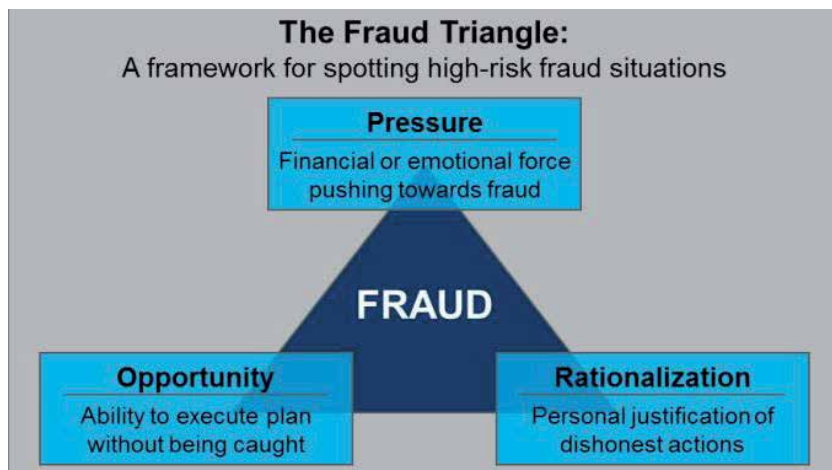 The Fraud Triangle:
A framework for spotting high-risk fraud situations
Pressure
Financial or emotional force
pushing towards fraud
FRAUD
Opportunity
Ability to execute plan
without being caught
Rationalization
Personal justification of
dishonest actions